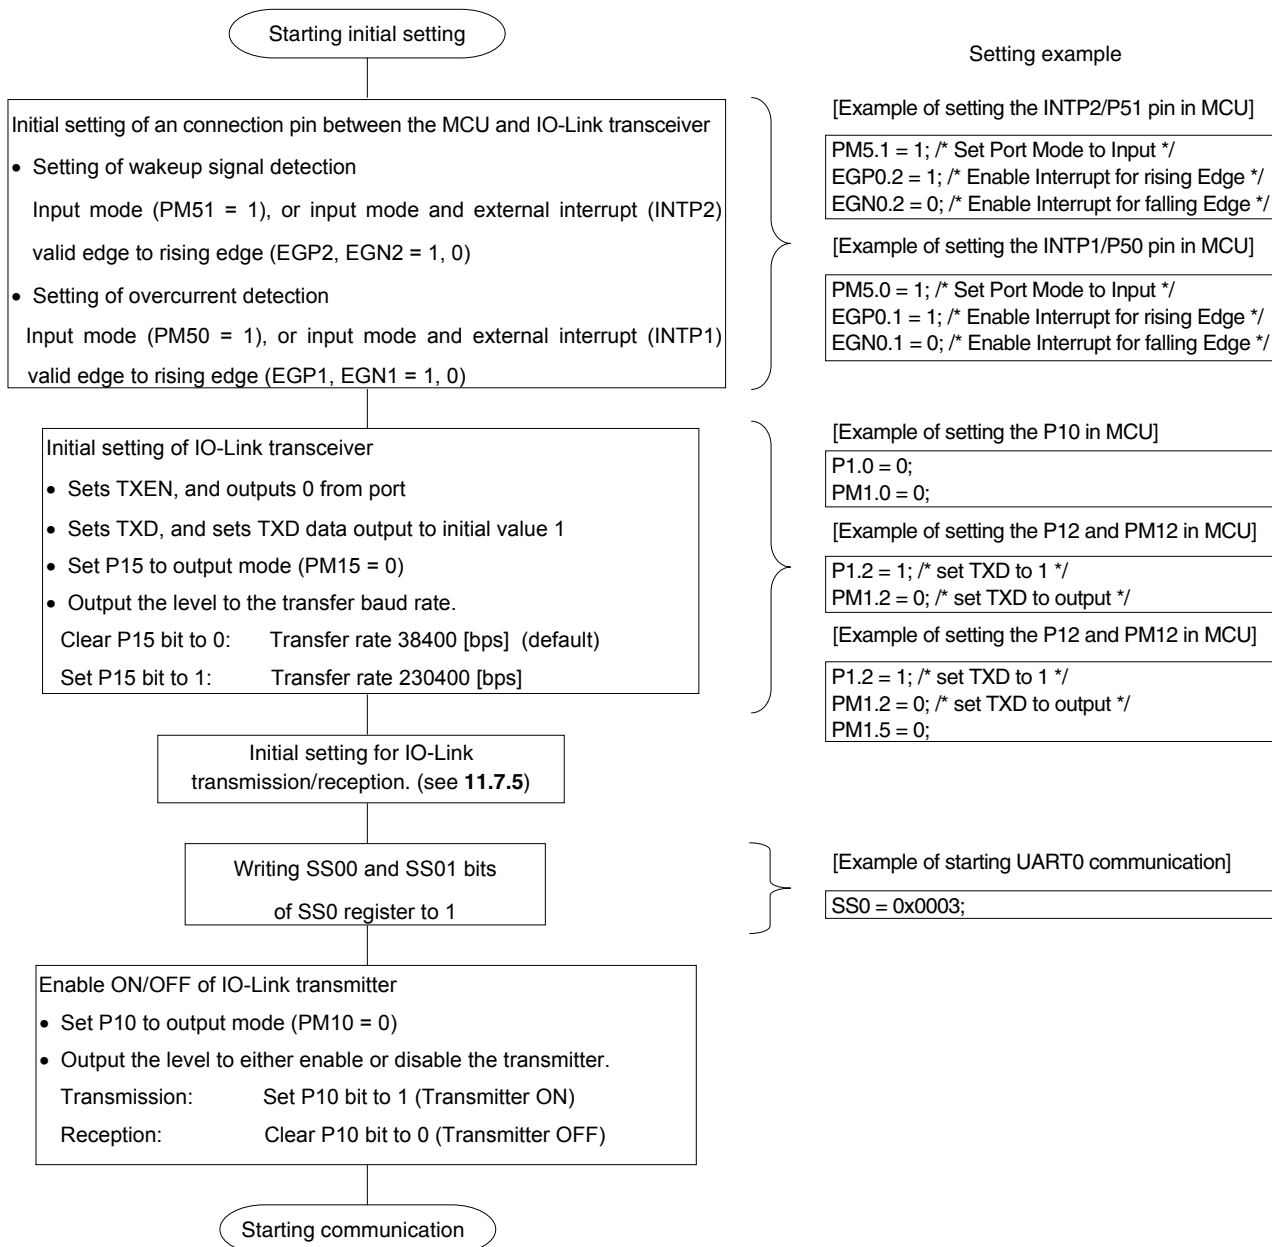 Starting initial setting
Setting example
Initial setting of an connection pin between the MCU and IO-Link transceiver
• Setting of wakeup signal detection
Input mode (PM51 = 1), or input mode and external interrupt (INTP2)
valid edge to rising edge (EGP2, EGN2 = 1, 0)
• Setting of overcurrent detection
Input mode (PM50 = 1), or input mode and external interrupt (INTP1)
valid edge to rising edge (EGP1, EGN1 = 1, 0)
[Example of setting the INTP2/P51 pin in MCU]
PM5.1 = 1; /* Set Port Mode to Input */
EGP0.2 = 1; /* Enable Interrupt for rising Edge */
EGN0.2 = 0; /* Enable Interrupt for falling Edge */
[Example of setting the INTP1/P50 pin in MCU]
PM5.0 = 1; /* Set Port Mode to Input */
EGP0.1 = 1; /* Enable Interrupt for rising Edge */
EGN0.1 = 0; /* Enable Interrupt for falling Edge */
Initial setting of IO-Link transceiver
• Sets TXEN, and outputs 0 from port
• Sets TXD, and sets TXD data output to initial value 1
• Set P15 to output mode (PM15 = 0)
• Output the level to the transfer baud rate.
Clear P15 bit to 0: Transfer rate 38400 [bps] (default)
Set P15 bit to 1: Transfer rate 230400 [bps]
[Example of setting the P10 in MCU]
P1.0 = 0;
PM1.0 = 0;
[Example of setting the P12 and PM12 in MCU]
P1.2 = 1; /* set TXD to 1 */
PM1.2 = 0; /* set TXD to output */
[Example of setting the P12 and PM12 in MCU]
P1.2 = 1; /* set TXD to 1 */
PM1.2 = 0; /* set TXD to output */
PM1.5 = 0;
Initial setting for IO-Link
transmission/reception. (see 11.7.5)
Writing SS00 and SS01 bits
of SS0 register to 1
[Example of starting UART0 communication]
SS0 = 0x0003;
Enable ON/OFF of IO-Link transmitter
• Set P10 to output mode (PM10 = 0)
• Output the level to either enable or disable the transmitter.
Transmission: Set P10 bit to 1 (Transmitter ON)
Reception: Clear P10 bit to 0 (Transmitter OFF)
Starting communication